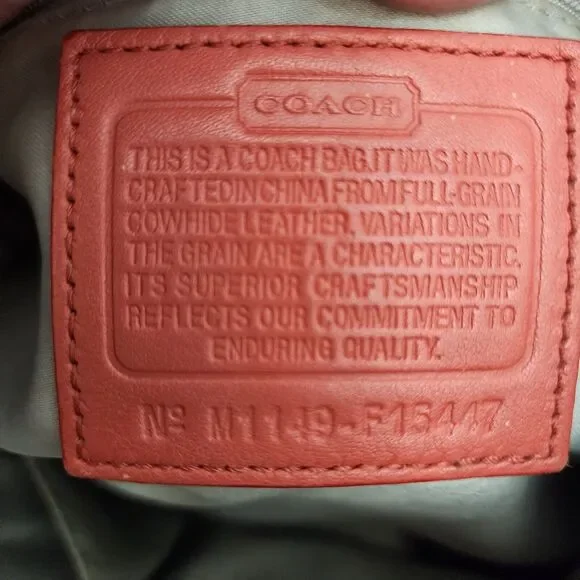 COACH
THIS IS A COACH BAG.IT WAS HAND-
CRAFTED IN CHINA FROM FULL-GRAIN
COWHIDE LEATHER. VARIATIONS IN
THE GRAIN ARE A CHARACTERISTIC.
ITS SUPERIOR CRAFTSMANSHIP
REFLECTS OUR COMMITMENT TO
ENDURING QUALITY.
Nº M1149-F15447